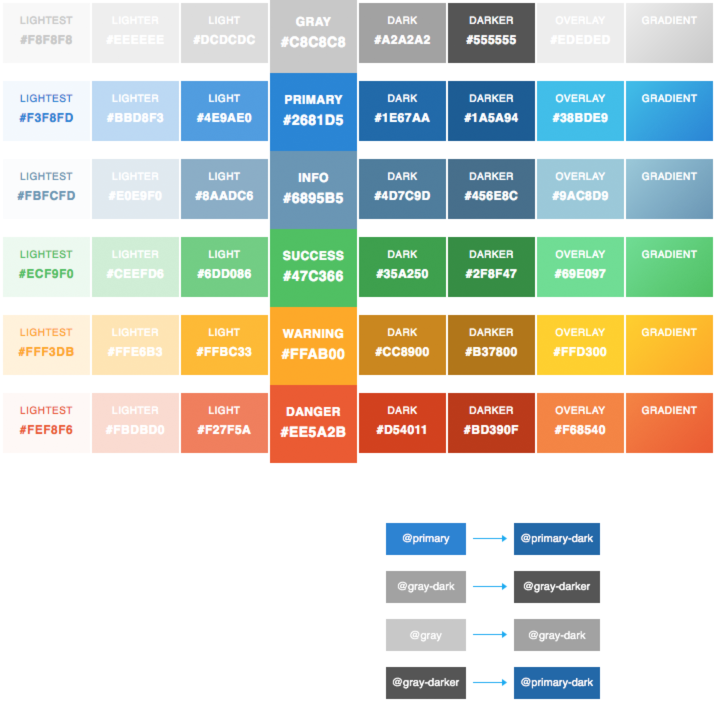 LIGHTEST LIGHTER LIGHT GRAY DARK DARKER OVERLAY GRADIENT
#F8F8F8 #EEEEEE #DCDCDC #C8C8C8 #A2A2A2 #555555 #EDEDED
LIGHTEST LIGHTER LIGHT PRIMARY DARK DARKER OVERLAY GRADIENT
#F3F8FD #BBD8F3 #4E9AE0 #2681D5 #1E67AA #1A5A94 #38BDE9
LIGHTEST LIGHTER LIGHT INFO DARK DARKER OVERLAY GRADIENT
#FBFCFD #E0E9F0 #8AADC6 #6895B5 #4D7C9D #456E8C #9AC8D9
LIGHTEST LIGHTER LIGHT SUCCESS DARK DARKER OVERLAY GRADIENT
#ECF9F0 #CEEFD6 #6DD086 #47C366 #35A250 #2F8F47 #69E097
LIGHTEST LIGHTER LIGHT WARNING DARK DARKER OVERLAY GRADIENT
#FFF3DB #FFE6B3 #FFBC33 #FFAB00 #CC8900 #B37800 #FFD300
LIGHTEST LIGHTER LIGHT DANGER DARK DARKER OVERLAY GRADIENT
#FEF8F6 #FBDBD0 #F27F5A #EE5A2B #D54011 #BD390F #F68540
@primary @primary-dark
@gray-dark @gray-darker
@gray @gray-dark
@gray-darker @primary-dark